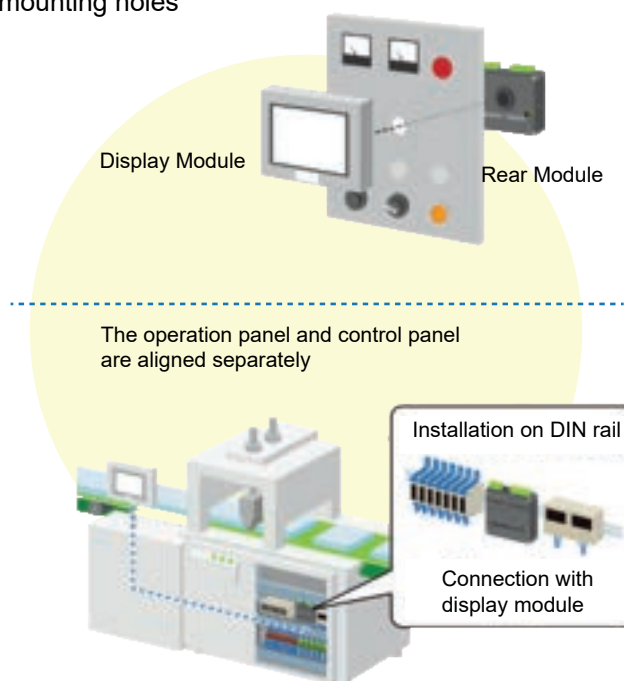 mounting holes
Display Module
Rear Module
The operation panel and control panel
are aligned separately
Installation on DIN rail
Connection with
display module